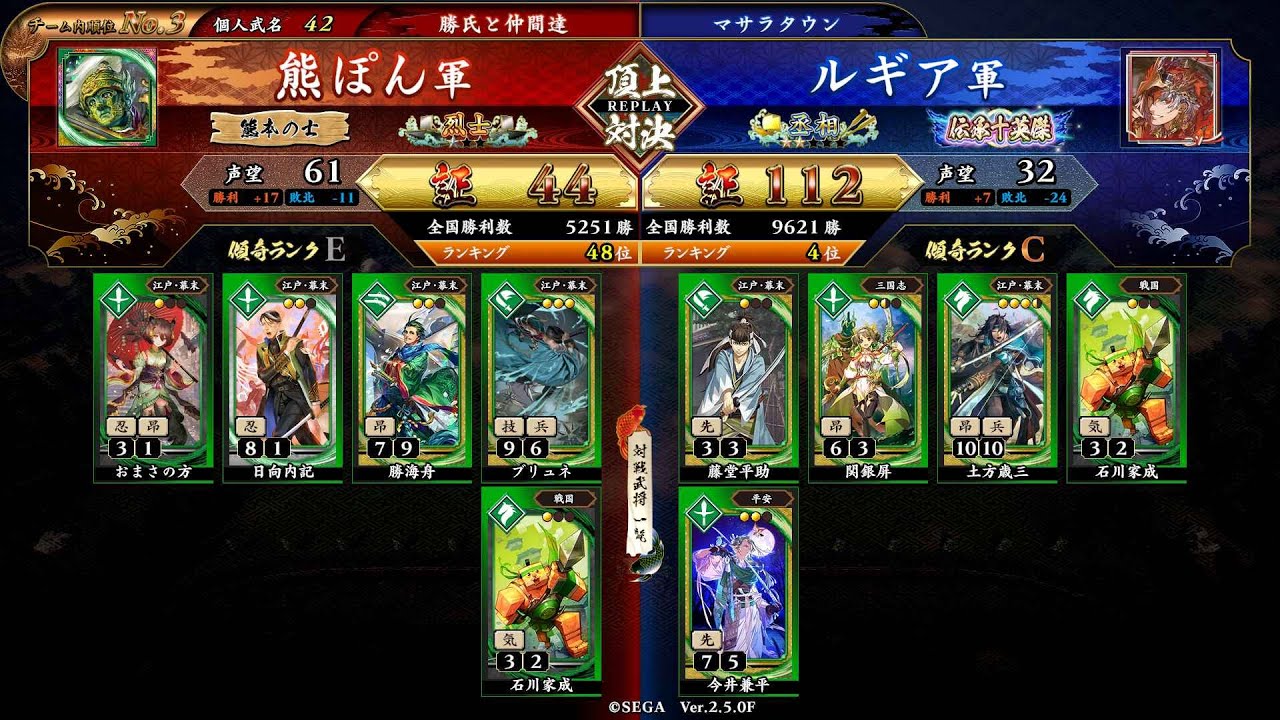 チーム内順位 No.3 個人武名 42 勝氏と仲間達 マサラタウン
熊ぽん軍 頂上 REPLAY 対決 ルギア軍
熊本の士 烈士 丞相 伝承十英傑
声望 61 証 44 証 112 声望 32
勝利 +17 敗北 -11 勝利 +7 敗北 -24
全国勝利数 5251勝 全国勝利数 9621勝
傾奇ランク E ランキング 48位 ランキング 4位 傾奇ランク C
江戸・幕末 江戸・幕末 江戸・幕末 江戸・幕末 江戸・幕末 三国志 江戸・幕末 戦国
忍 昴 忍 昴 技 兵 先 昴 昴 兵 気
3 1 8 1 7 9 9 6 3 3 6 3 10 10 3 2
おまさの方 日向内記 勝海舟 ブリュネ 藤堂平助 関銀屏 土方歳三 石川家成
対戦武将一覧
戦国 平安
気 先
3 2 7 5
石川家成 今井兼平
©SEGA Ver.2.5.0F